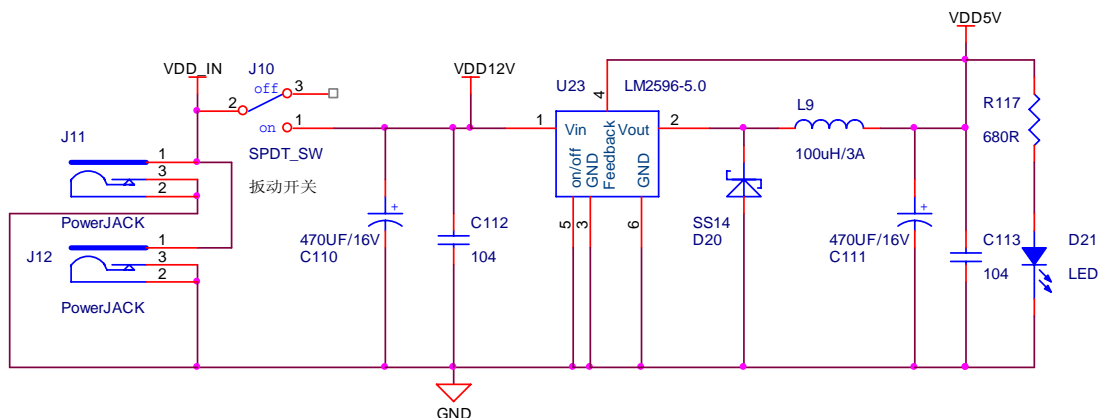 VDD5V
VDD_IN
J10
VDD12V
off
3
2
on
1
SPDT_SW
扳动开关
J11
1
3
2
PowerJACK
J12
1
3
2
PowerJACK
470UF/16V
C110
C112
104
U23
LM2596-5.0
4
1
Vin
Vout
2
on/off
GND
Feedback
GND
5
3
6
L9
100uH/3A
SS14
D20
470UF/16V
C111
C113
104
R117
680R
D21
LED
GND